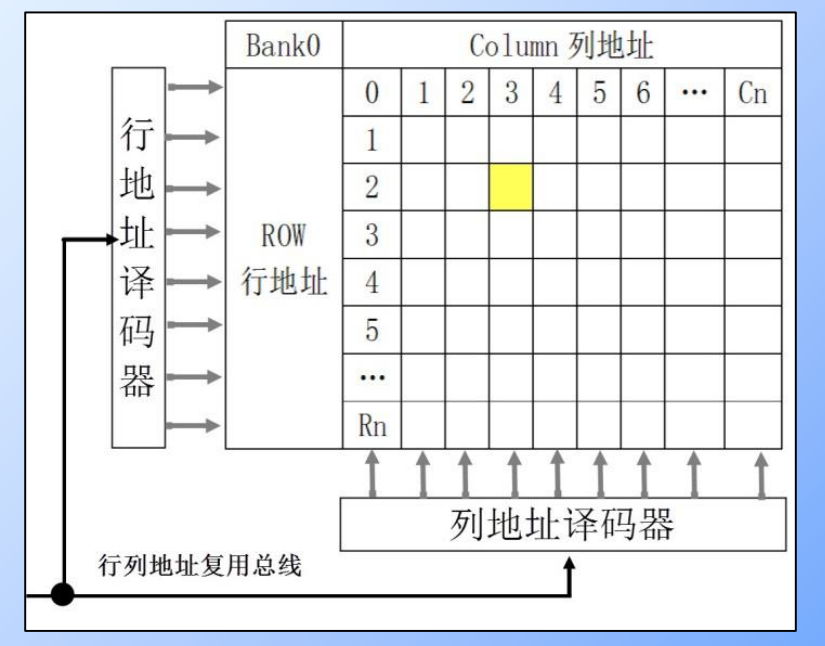 Bank0 Column 列地址
0 1 2 3 4 5 6 … Cn
1
2
3
4
5
…
Rn
ROW
行地址
行地址译码器
列地址译码器
行列地址复用总线